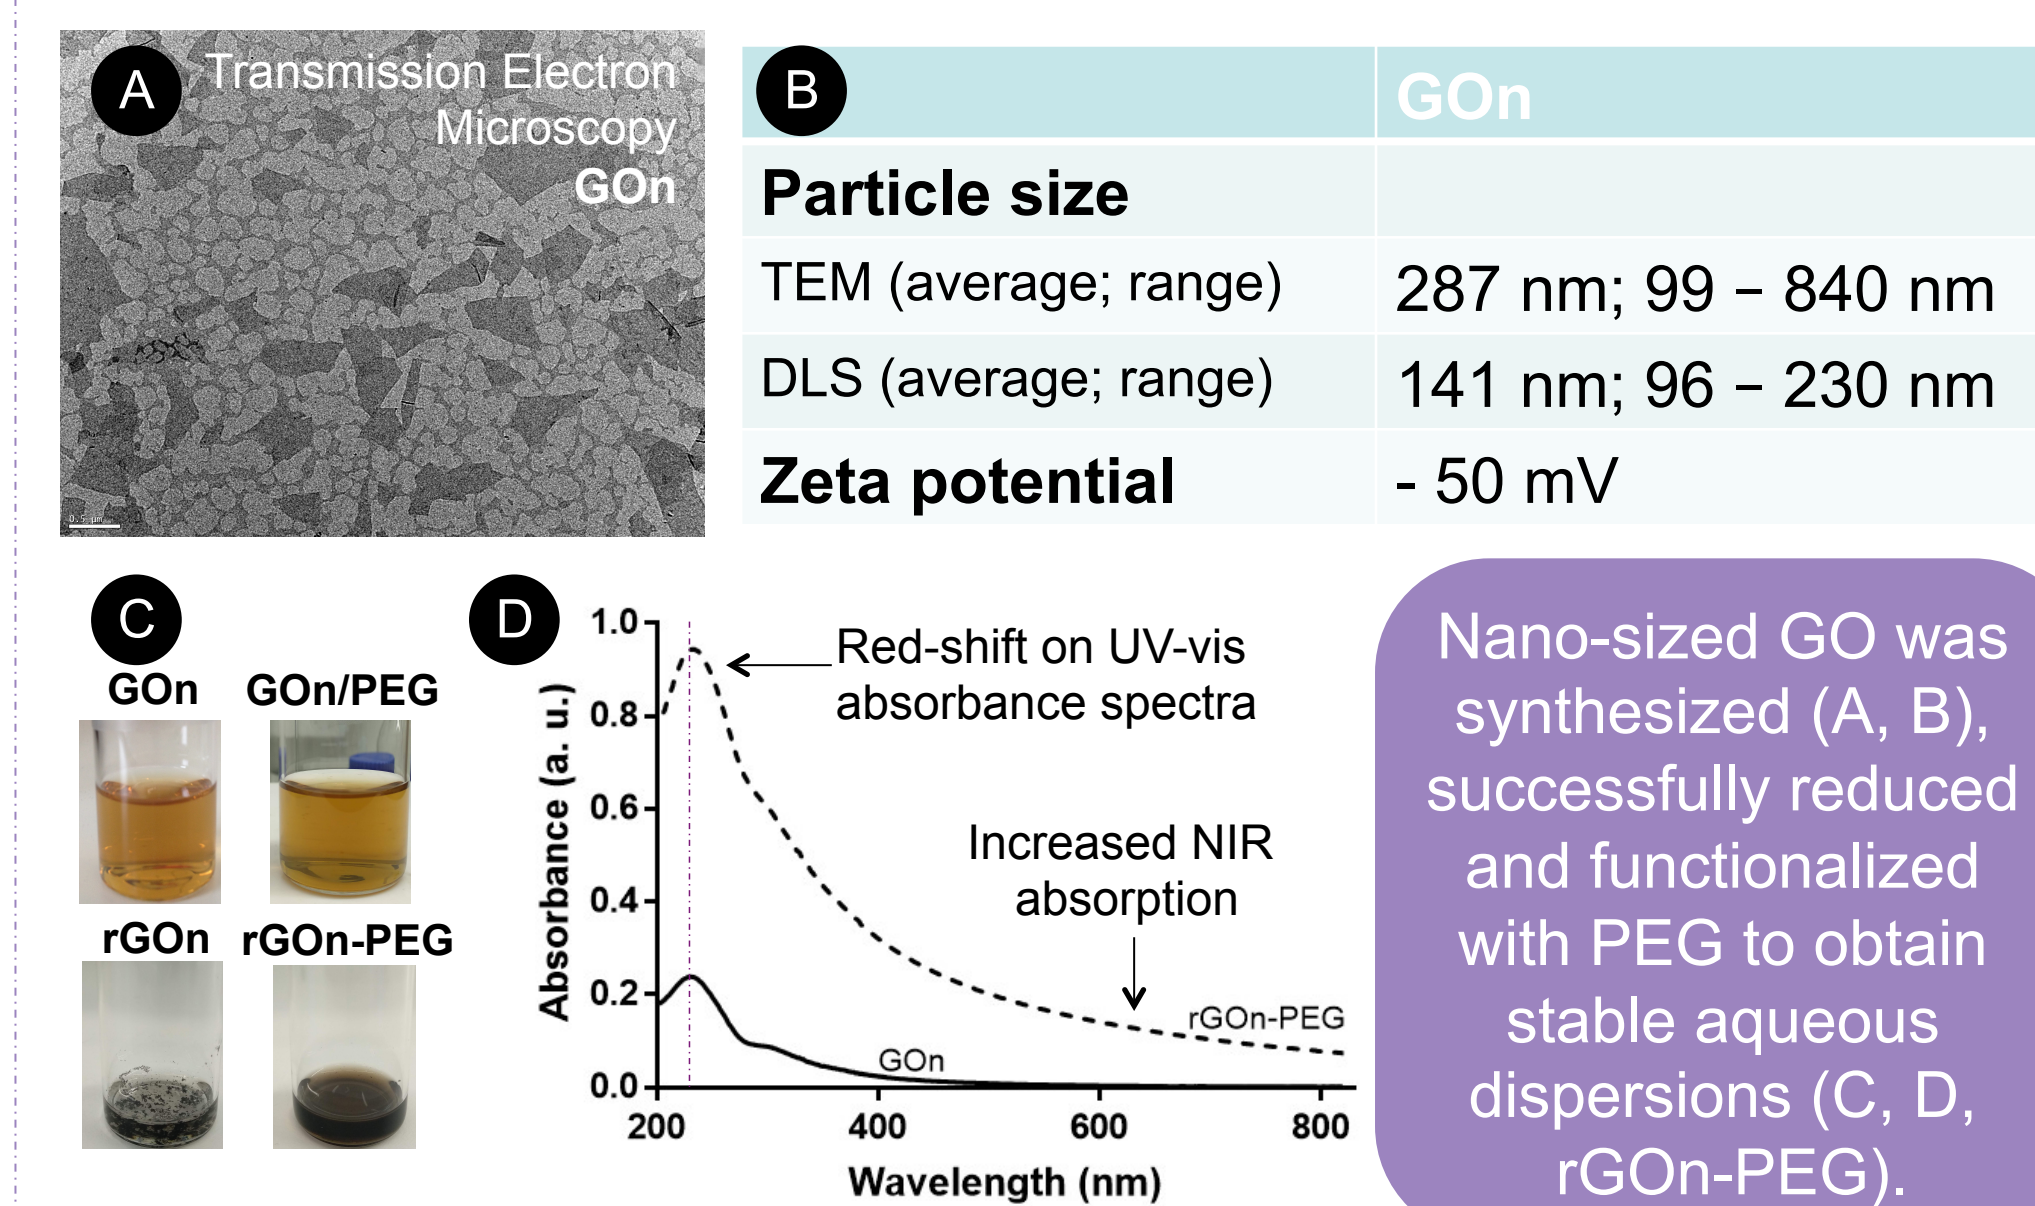 A
Transmission Electron
Microscopy
GOn
0.5 µm
B
GOn
Particle size
TEM (average; range)
287 nm; 99 – 840 nm
DLS (average; range)
141 nm; 96 – 230 nm
Zeta potential
- 50 mV
C
GOn
GOn/PEG
rGOn
rGOn-PEG
D
1.0
0.8
0.6
0.4
0.2
0.0
Absorbance (a. u.)
Red-shift on UV-vis
absorbance spectra
Increased NIR
absorption
rGOn-PEG
GOn
200
400
600
800
Wavelength (nm)
Nano-sized GO was
synthesized (A, B),
successfully reduced
and functionalized
with PEG to obtain
stable aqueous
dispersions (C, D,
rGOn-PEG).